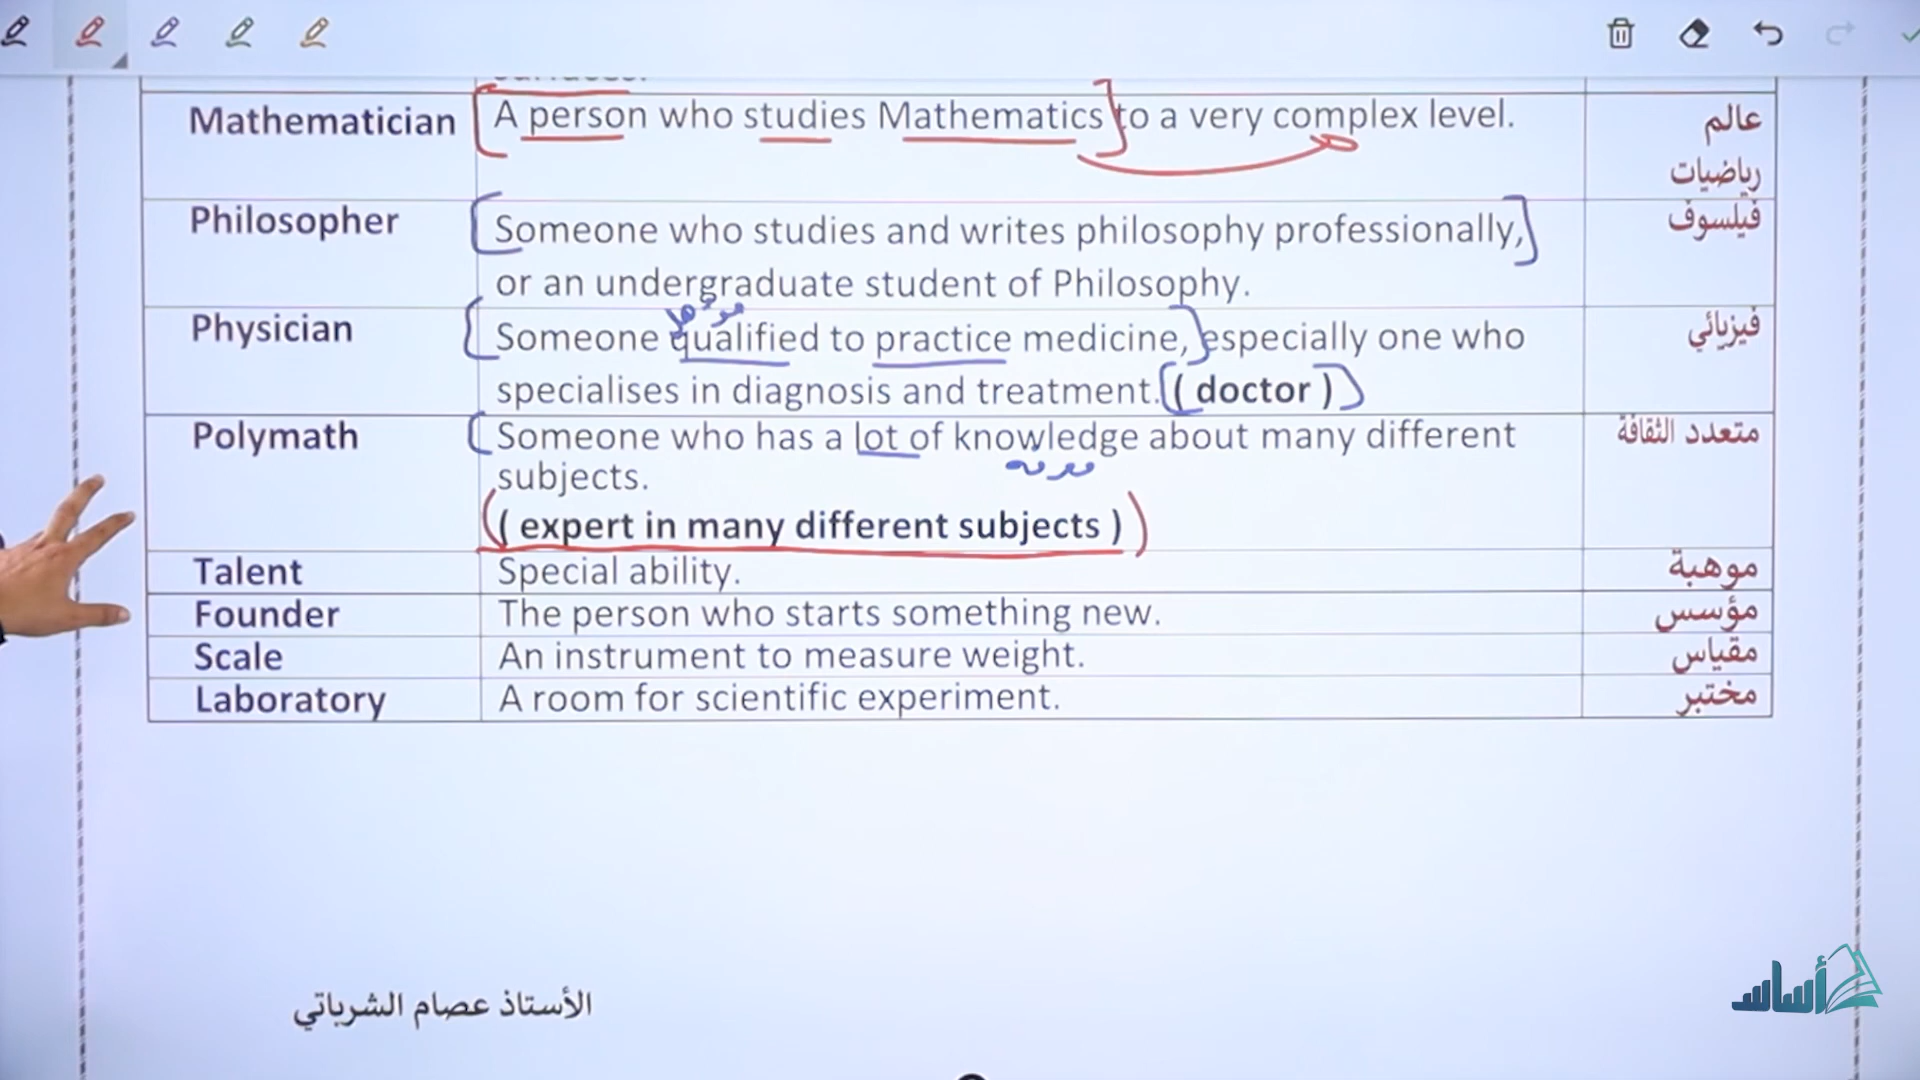 Mathematician A person who studies Mathematics to a very complex level. عالم
رياضيات
Philosopher Someone who studies and writes philosophy professionally, فيلسوف
or an undergraduate student of Philosophy.
مؤهل
Physician Someone qualified to practice medicine, especially one who فيزيائي
specialises in diagnosis and treatment. ( doctor )
Polymath Someone who has a lot of knowledge about many different متعدد الثقافة
معرفة
subjects.
( expert in many different subjects )
Talent Special ability. موهبة
Founder The person who starts something new. مؤسس
Scale An instrument to measure weight. مقياس
Laboratory A room for scientific experiment. مختبر
أساس
الأستاذ عصام الشرباتي